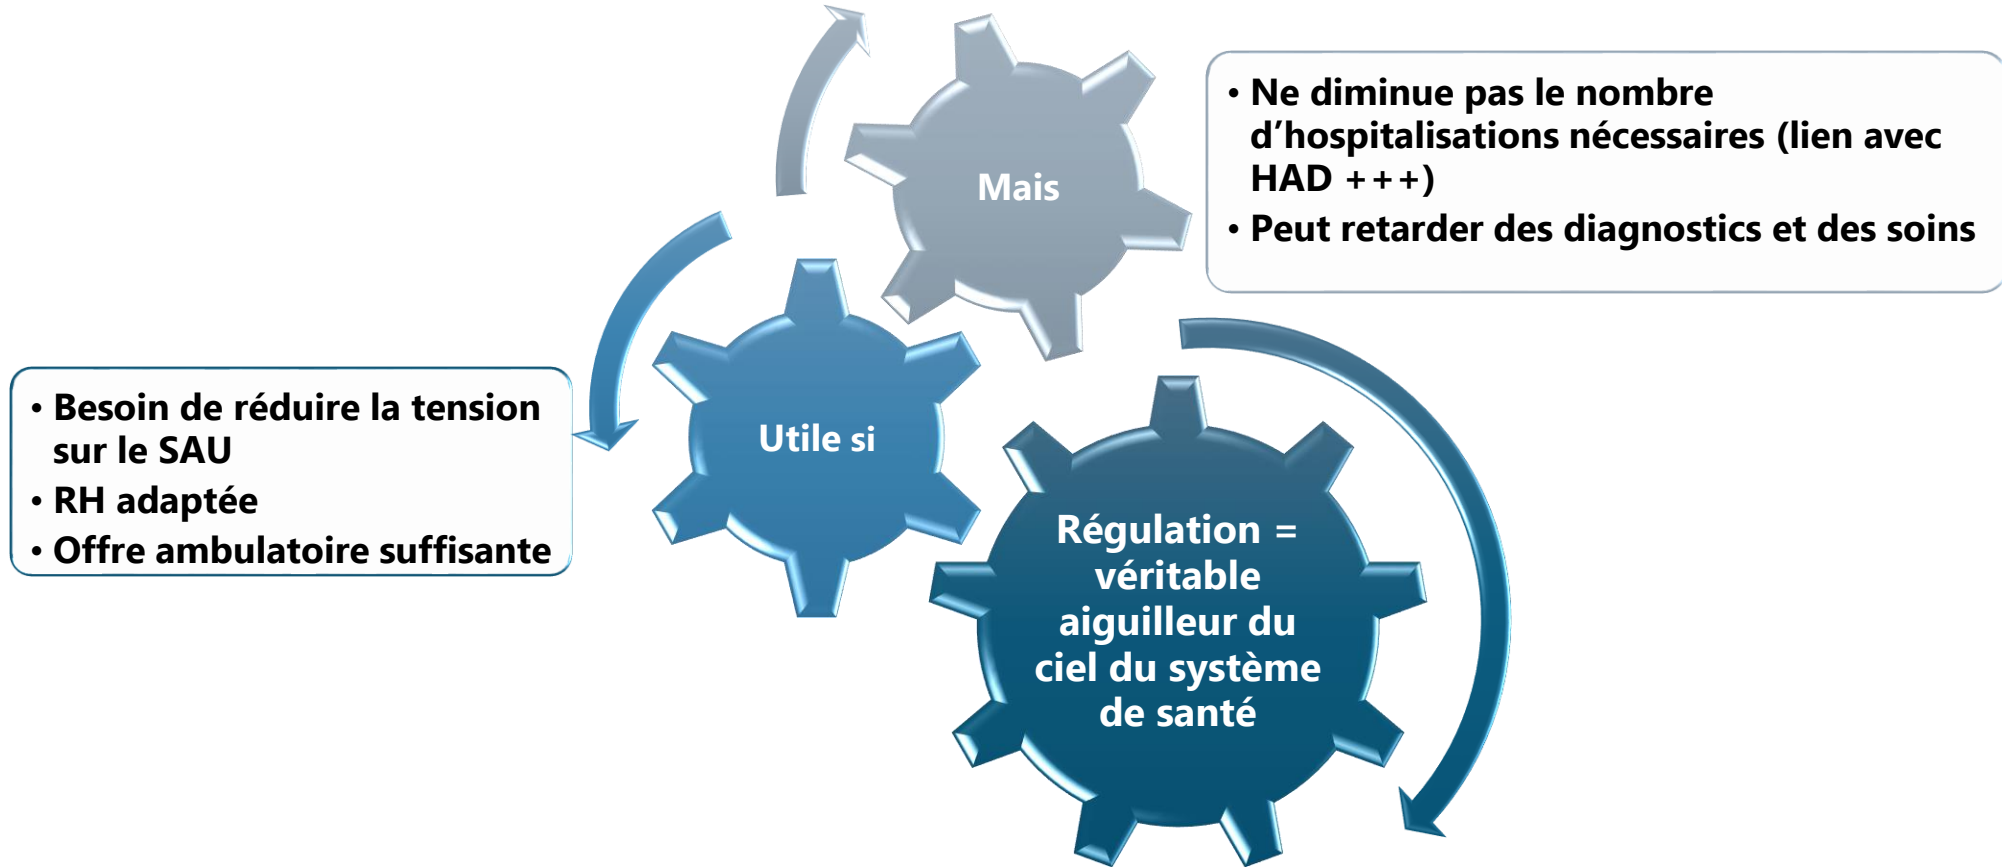 Mais
• Ne diminue pas le nombre
d’hospitalisations nécessaires (lien avec
HAD +++)
• Peut retarder des diagnostics et des soins
• Besoin de réduire la tension
sur le SAU
• RH adaptée
• Offre ambulatoire suffisante
Utile si
Régulation =
véritable
aiguilleur du
ciel du système
de santé